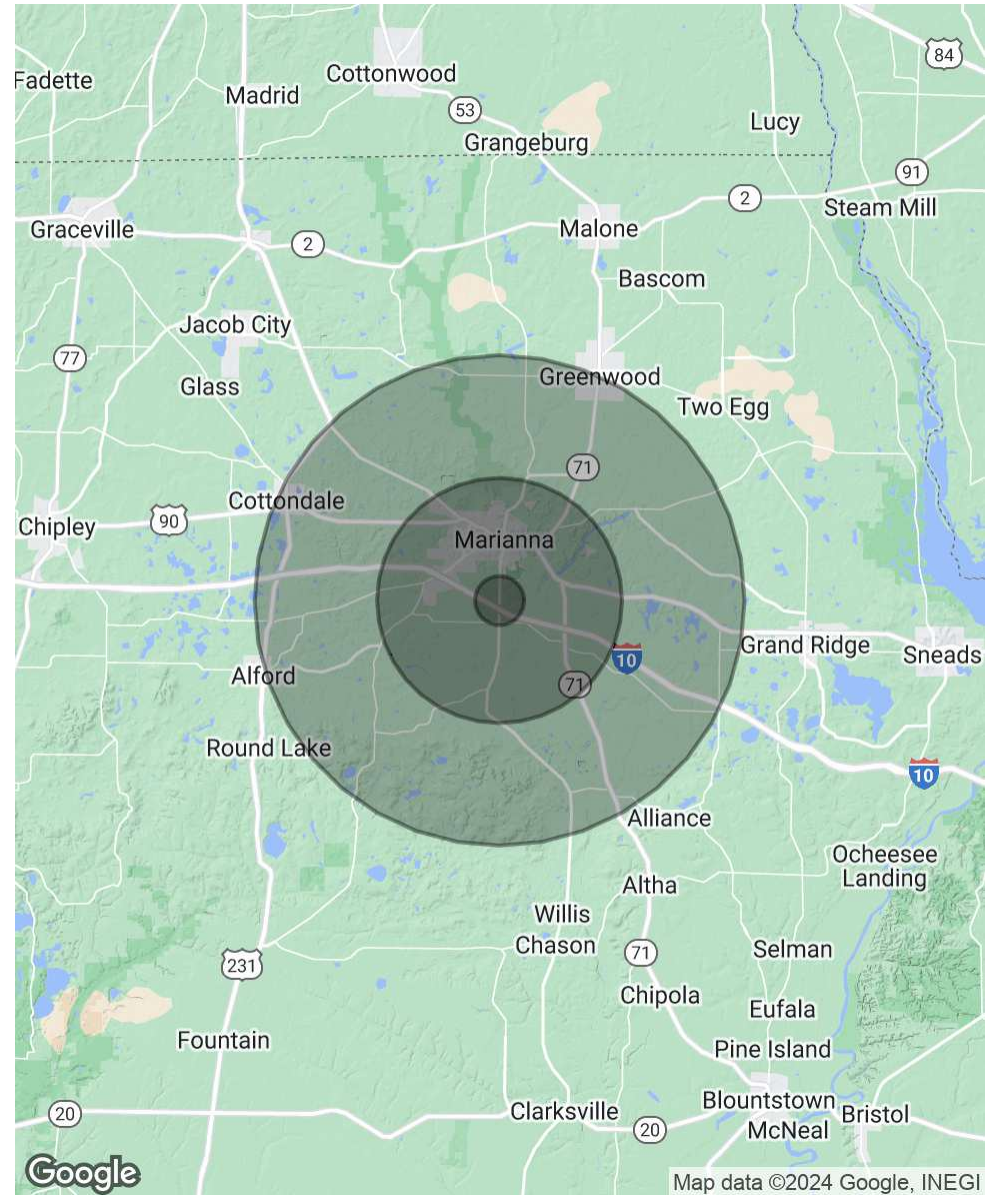 84
Cottonwood
Fadette
Madrid
53
Lucy
Grangeburg
91
2
Steam Mill
Graceville
Malone
2
Bascom
Jacob City
77
Glass
Greenwood
Two Egg
71
Cottondale
Chipley
90
Marianna
Grand Ridge
Sneads
10
Alford
71
Round Lake
10
Alliance
Ochesee
Landing
Altha
Willis
Chason
Selman
71
231
Chipola
Eufala
Fountain
Pine Island
Blountstown
20
Clarksville
Bristol
20
McNeal
Google
Map data ©2024 Google, INEGI